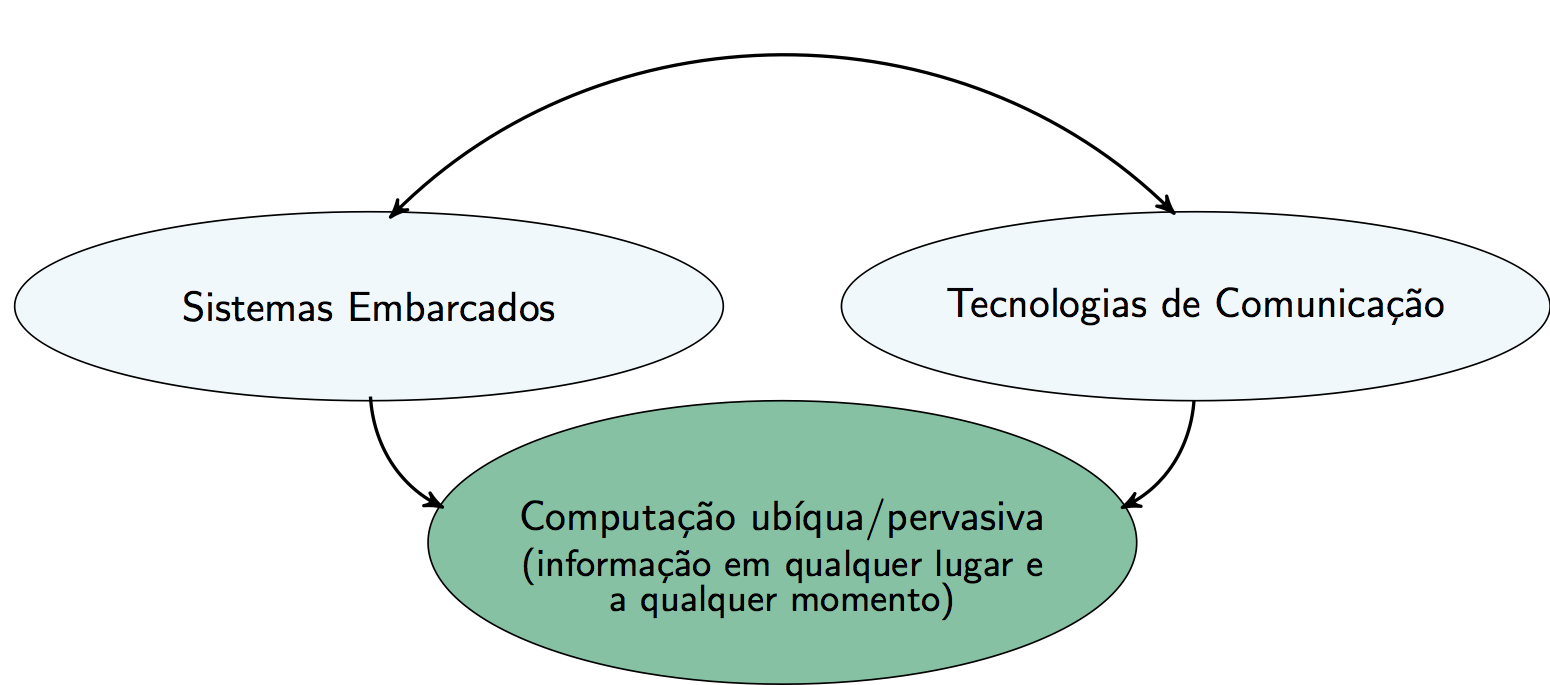 Sistemas Embarcados
Tecnologias de Comunicação
Computação ubíqua/pervasiva
(informação em qualquer lugar e
a qualquer momento)